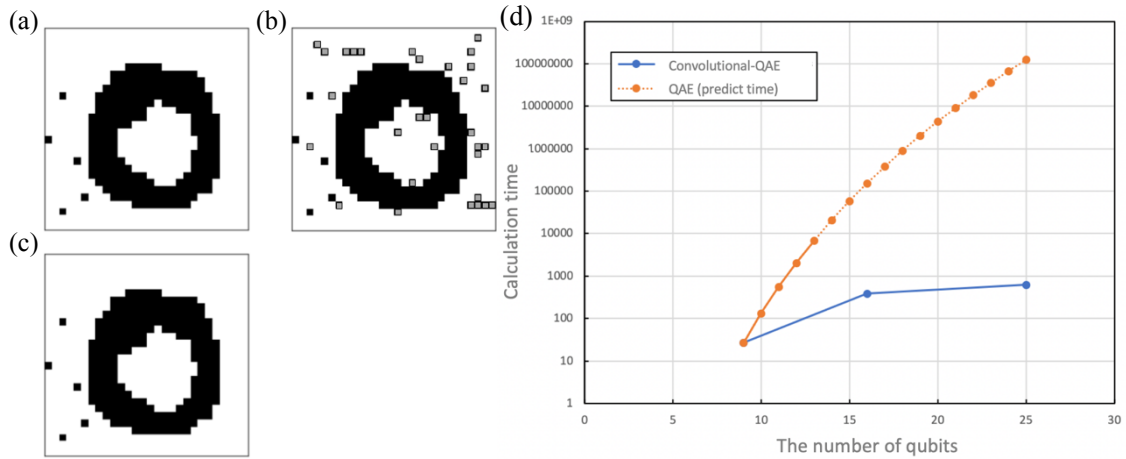 (a)
(b)
(c)
(d)
1E+09
100000000
10000000
1000000
100000
10000
1000
100
10
1
Calculation time
Convolutional-QAE
QAE (predict time)
0 5 10 15 20 25 30
The number of qubits